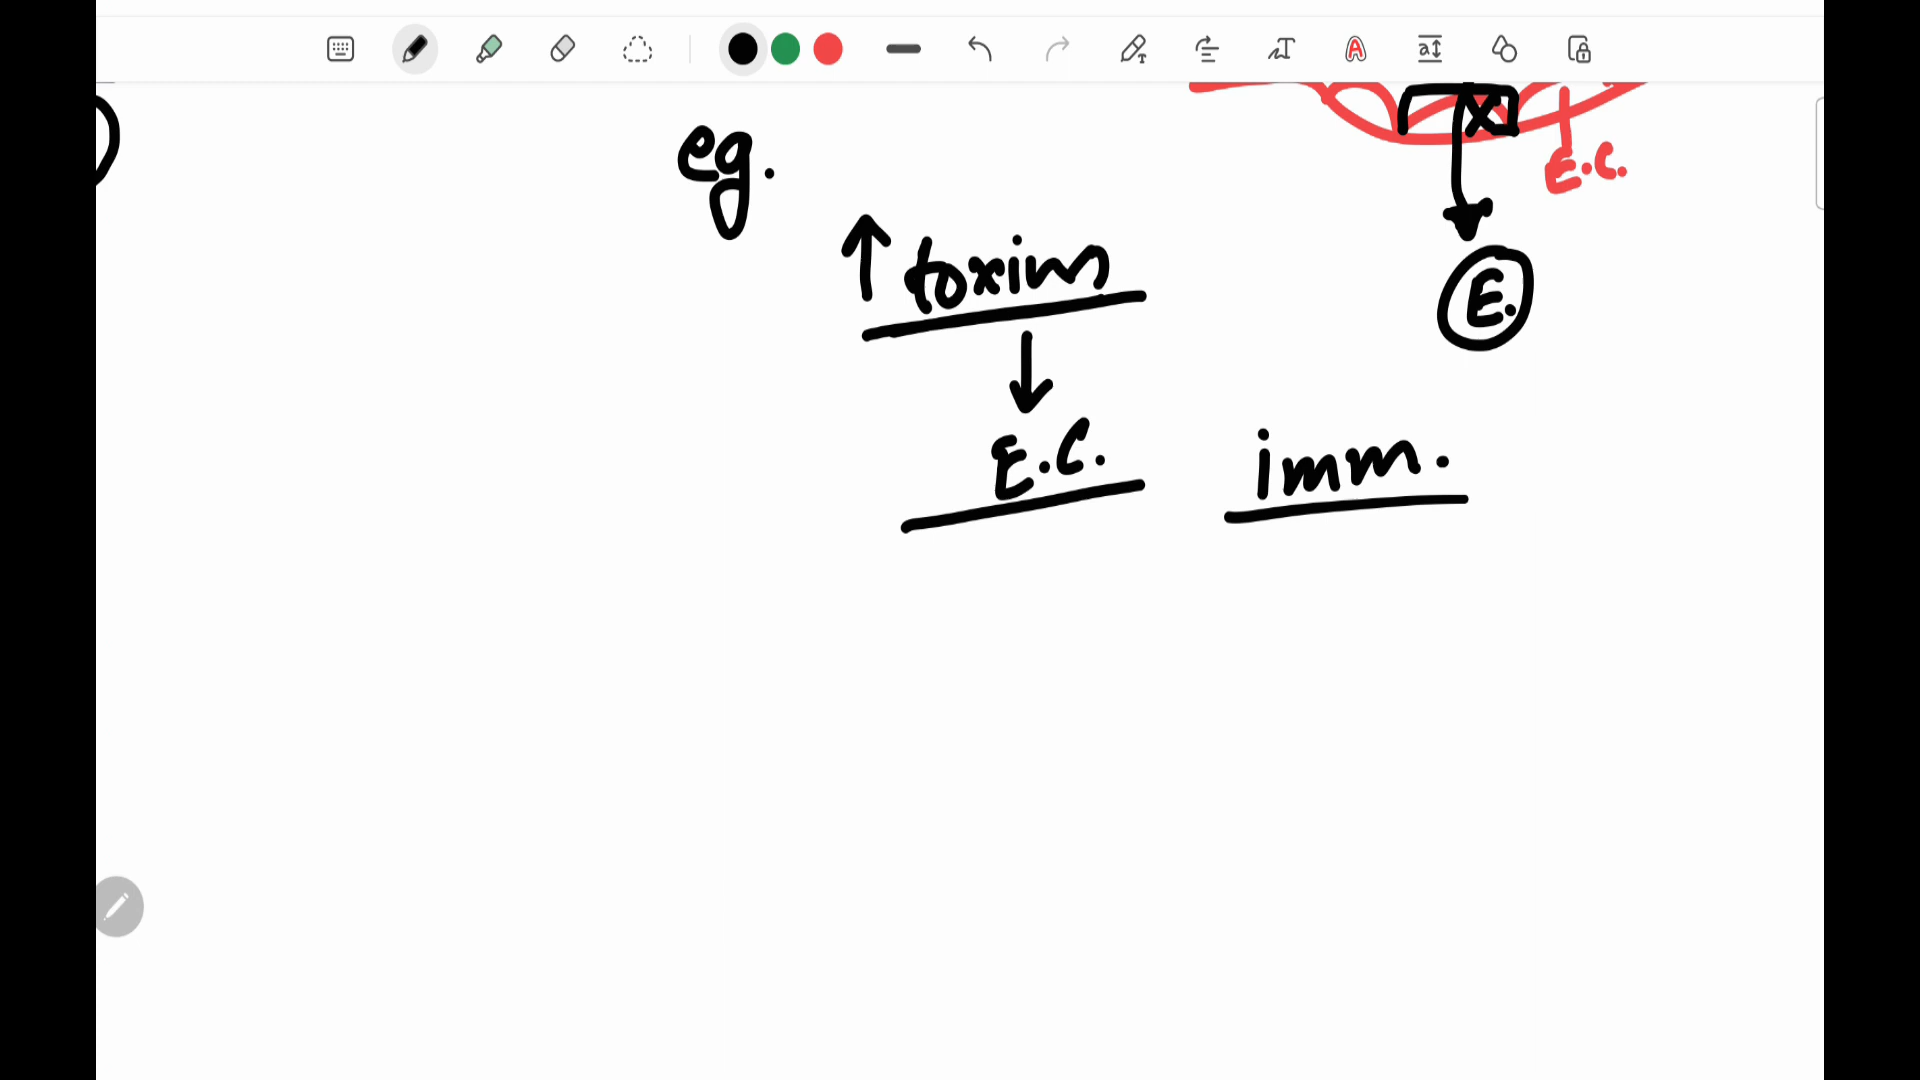 eg.
E.C.
↑ toxin
E.
↓
E.C. imm.